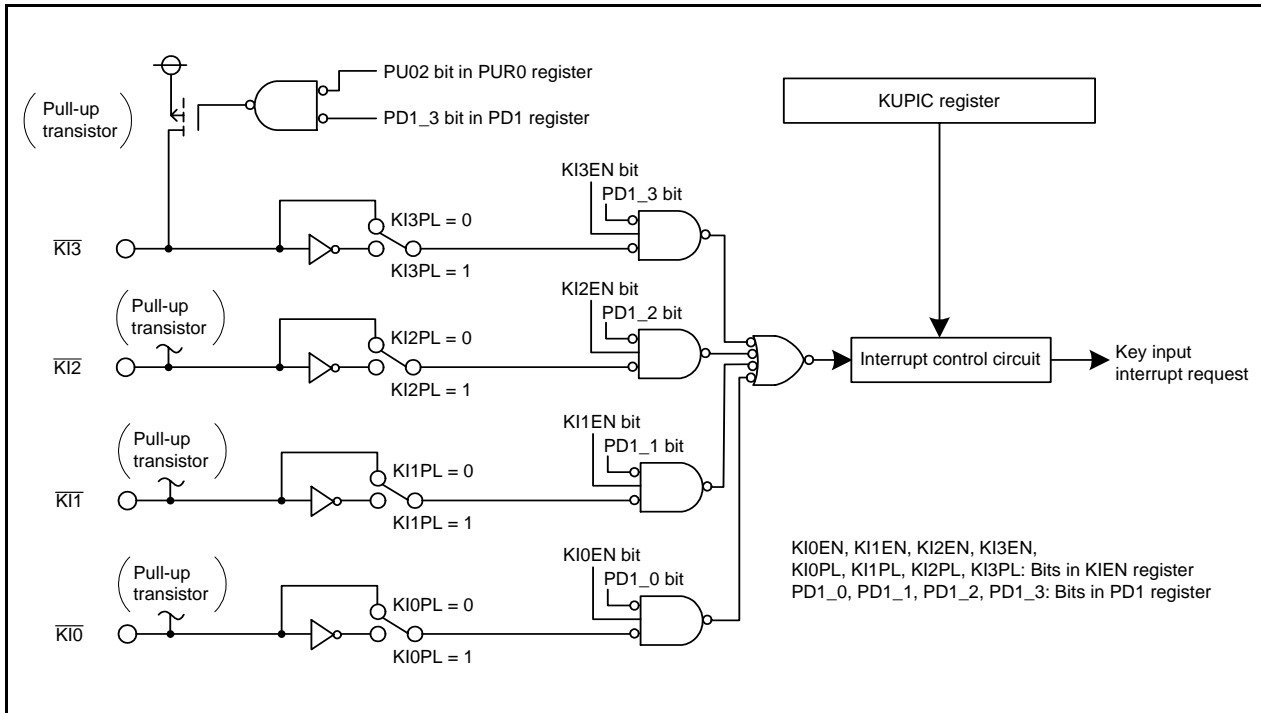 PU02 bit in PUR0 register
PD1_3 bit in PD1 register
Pull-up
transistor
KUPIC register
KI3EN bit
PD1_3 bit
KI3
KI3PL = 0
KI3PL = 1
Pull-up
transistor
KI2EN bit
PD1_2 bit
KI2
KI2PL = 0
KI2PL = 1
Interrupt control circuit
Key input
interrupt request
Pull-up
transistor
KI1EN bit
PD1_1 bit
KI1
KI1PL = 0
KI1PL = 1
Pull-up
transistor
KI0EN bit
PD1_0 bit
KI0
KI0PL = 0
KI0PL = 1
KI0EN, KI1EN, KI2EN, KI3EN,
KI0PL, KI1PL, KI2PL, KI3PL: Bits in KIEN register
PD1_0, PD1_1, PD1_2, PD1_3: Bits in PD1 register